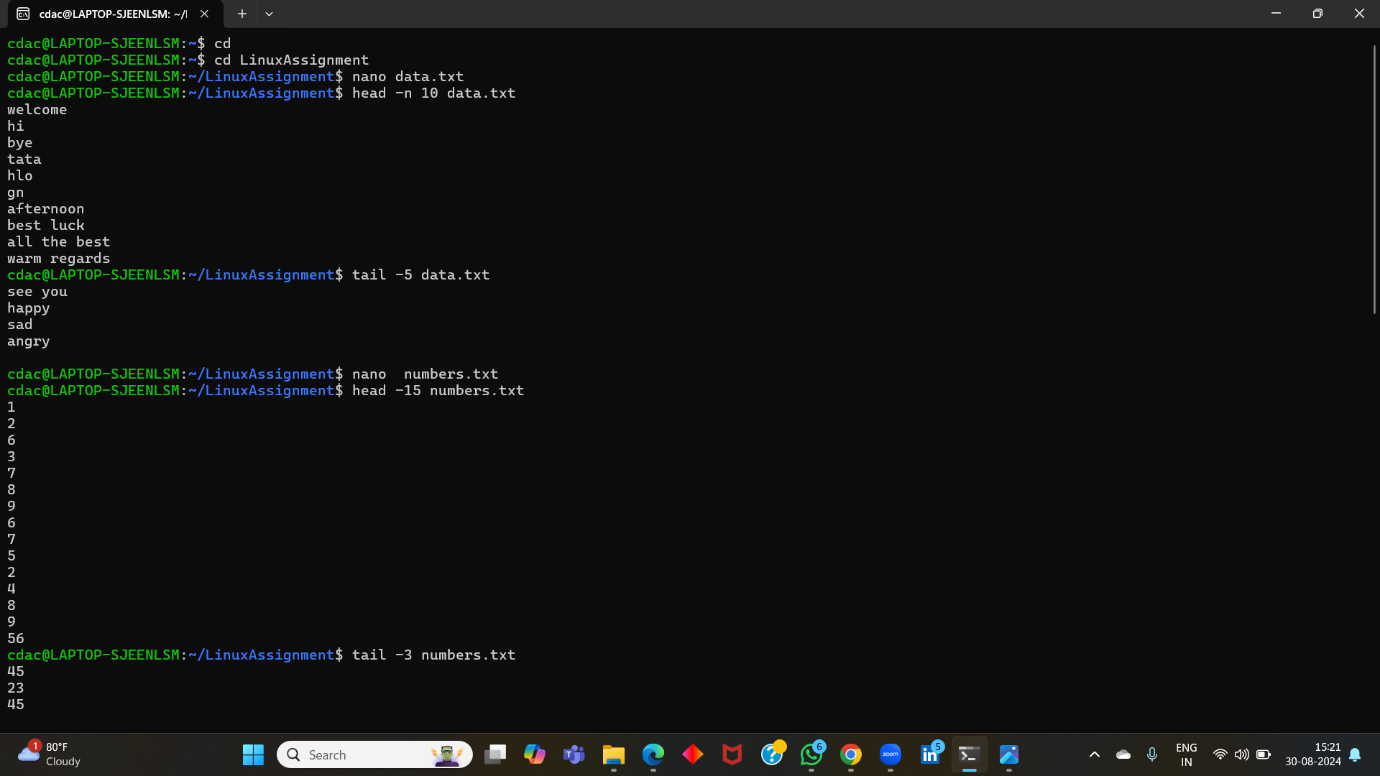 cdac@LAPTOP-SJEENLSM: ~/l
cdac@LAPTOP-SJEENLSM:~$ cd
cdac@LAPTOP-SJEENLSM:~$ cd LinuxAssignment
cdac@LAPTOP-SJEENLSM:~/LinuxAssignment$ nano data.txt
cdac@LAPTOP-SJEENLSM:~/LinuxAssignment$ head -n 10 data.txt
welcome
hi
bye
tata
hlo
gn
afternoon
best luck
all the best
warm regards
cdac@LAPTOP-SJEENLSM:~/LinuxAssignment$ tail -5 data.txt
see you
happy
sad
angry
cdac@LAPTOP-SJEENLSM:~/LinuxAssignment$ nano  numbers.txt
cdac@LAPTOP-SJEENLSM:~/LinuxAssignment$ head -15 numbers.txt
1
2
6
3
7
8
9
6
7
5
2
4
8
9
56
cdac@LAPTOP-SJEENLSM:~/LinuxAssignment$ tail -3 numbers.txt
45
23
45
1
80°F
Cloudy
Search
6
zoom
in
5
ENG
IN
15:21
30-08-2024